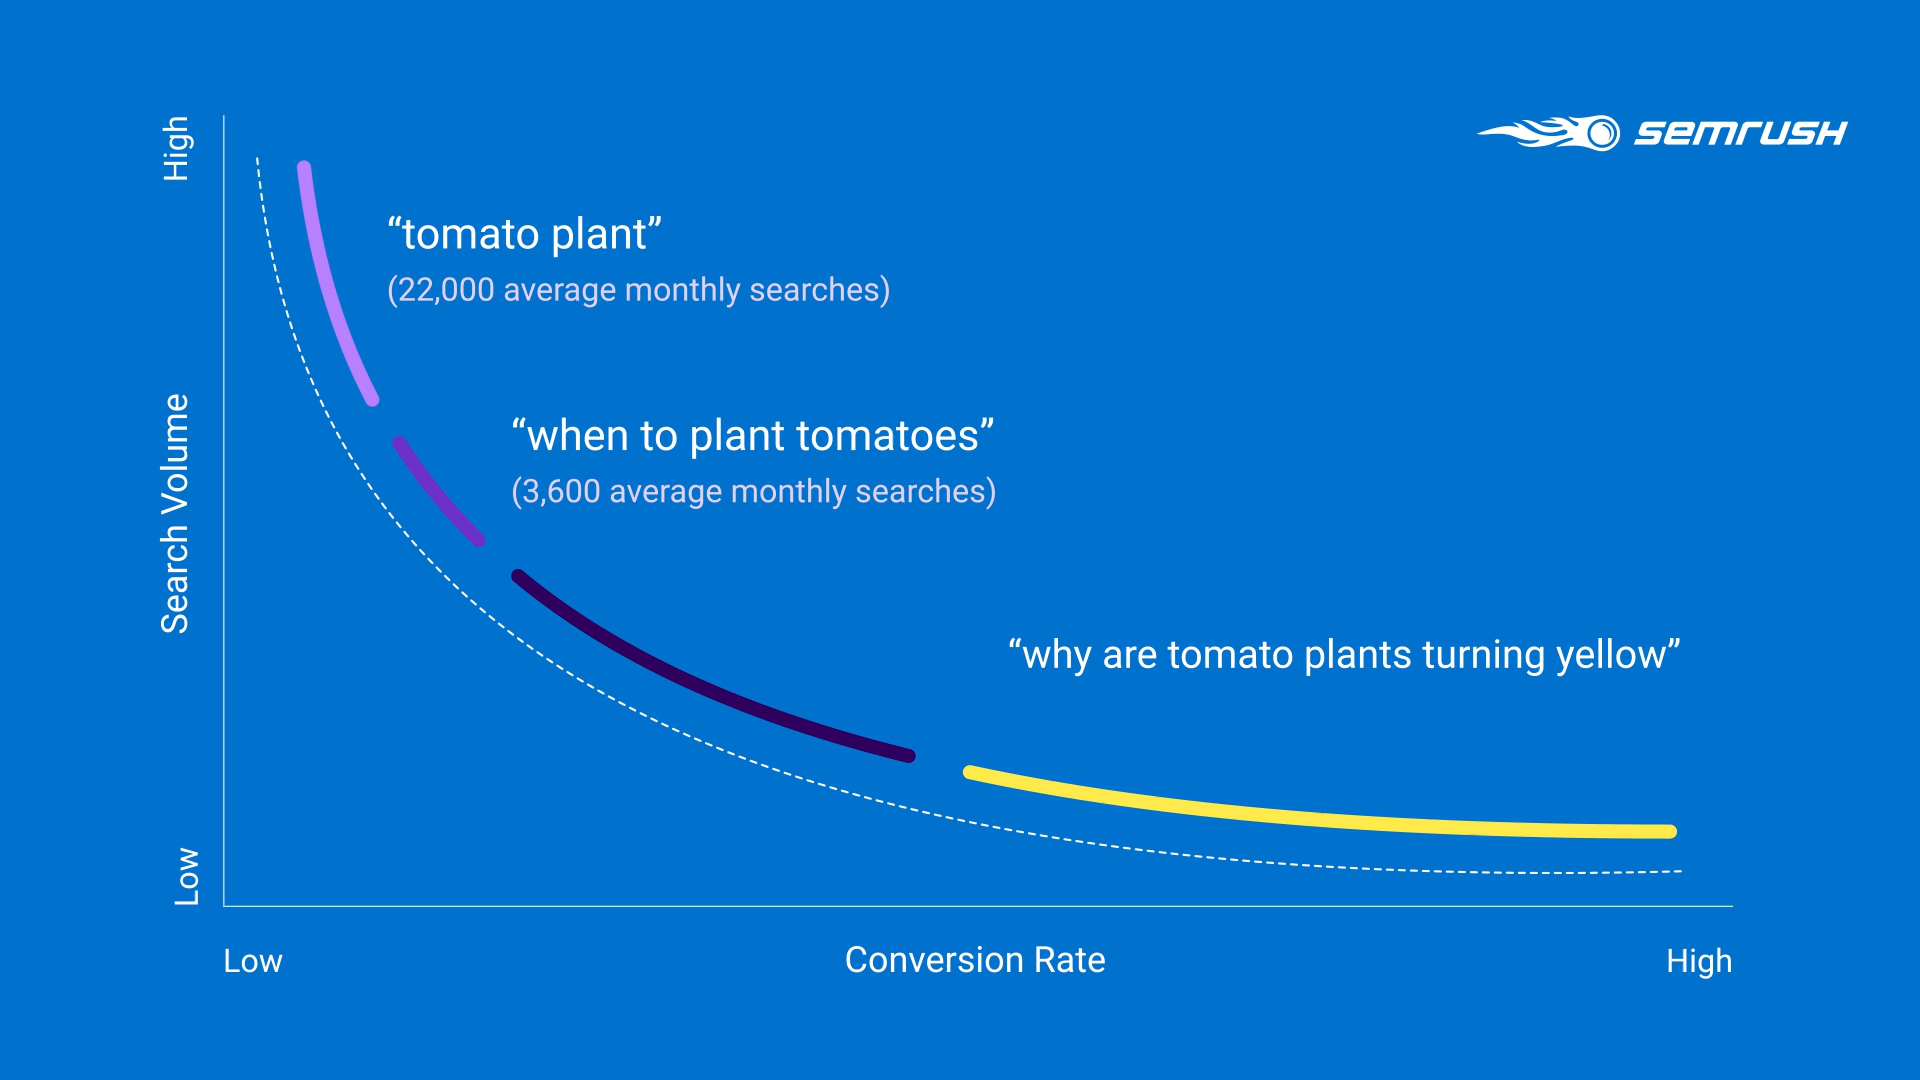 High
semrush
“tomato plant”
(22,000 average monthly searches)
Search Volume
“when to plant tomatoes”
(3,600 average monthly searches)
“why are tomato plants turning yellow”
Low
Low
Conversion Rate
High